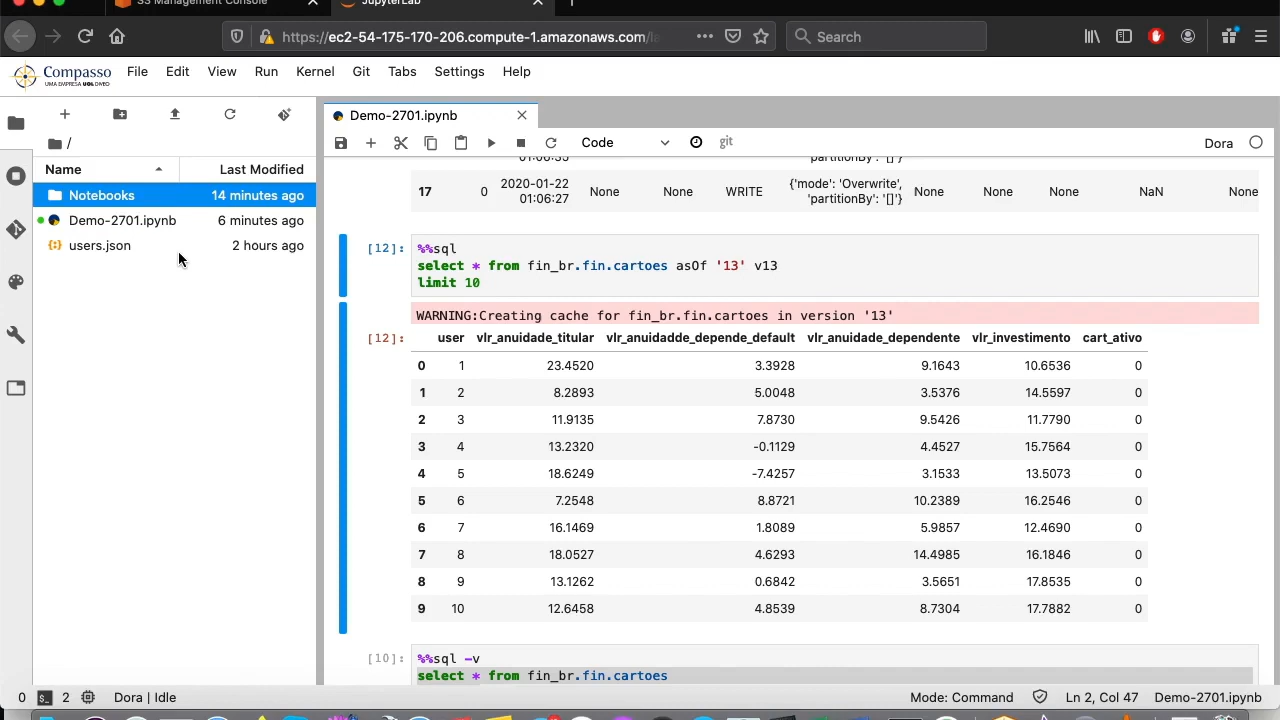 S3 Management Console
JupyterLab
https://ec2-54-175-170-206.compute-1.amazonaws.com/
Search
Compasso
UMA EMPRESA UOL DIVEO
File Edit View Run Kernel Git Tabs Settings Help
Demo-2701.ipynb
/
Code
git
Dora
Name Last Modified
Notebooks 14 minutes ago
Demo-2701.ipynb 6 minutes ago
users.json 2 hours ago
01:06:35 'partitionBy': '[]'}
17 0 2020-01-22 01:06:27 None None WRITE {'mode': 'Overwrite', 'partitionBy': '[]'} None None None NaN None
[12]: %%sql
select * from fin_br.fin.cartoes asOf '13' v13
limit 10
WARNING:Creating cache for fin_br.fin.cartoes in version '13'
[12]: user vlr_anuidade_titular vlr_anuidadde_depende_default vlr_anuidade_dependente vlr_investimento cart_ativo
0 1 23.4520 3.3928 9.1643 10.6536 0
1 2 8.2893 5.0048 3.5376 14.5597 0
2 3 11.9135 7.8730 9.5426 11.7790 0
3 4 13.2320 -0.1129 4.4527 15.7564 0
4 5 18.6249 -7.4257 3.1533 13.5073 0
5 6 7.2548 8.8721 10.2389 16.2546 0
6 7 16.1469 1.8089 5.9857 12.4690 0
7 8 18.0527 4.6293 14.4985 16.1846 0
8 9 13.1262 0.6842 3.5651 17.8535 0
9 10 12.6458 4.8539 8.7304 17.7882 0
[10]: %%sql -v
select * from fin_br.fin.cartoes
0 2 Dora | Idle Mode: Command Ln 2, Col 47 Demo-2701.ipynb